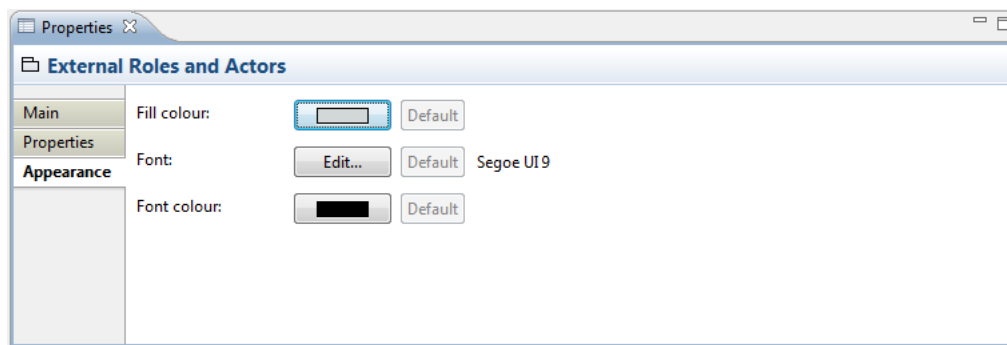 Properties
External Roles and Actors
Main
Fill colour:
Default
Properties
Font:
Edit...
Default
Segoe UI 9
Appearance
Font colour:
Default